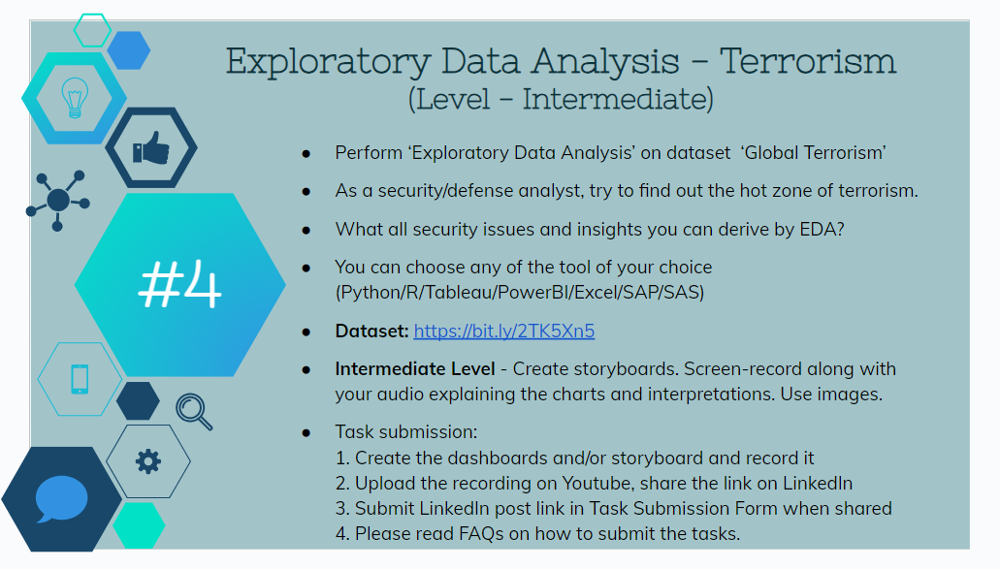 Exploratory Data Analysis – Terrorism
(Level – Intermediate)
● Perform ‘Exploratory Data Analysis’ on dataset ‘Global Terrorism’
● As a security/defense analyst, try to find out the hot zone of terrorism.
● What all security issues and insights you can derive by EDA?
● You can choose any of the tool of your choice
(Python/R/Tableau/PowerBI/Excel/SAP/SAS)
● Dataset: https://bit.ly/2TK5Xn5
● Intermediate Level - Create storyboards. Screen-record along with
your audio explaining the charts and interpretations. Use images.
● Task submission:
1. Create the dashboards and/or storyboard and record it
2. Upload the recording on Youtube, share the link on LinkedIn
3. Submit LinkedIn post link in Task Submission Form when shared
4. Please read FAQs on how to submit the tasks.
#4